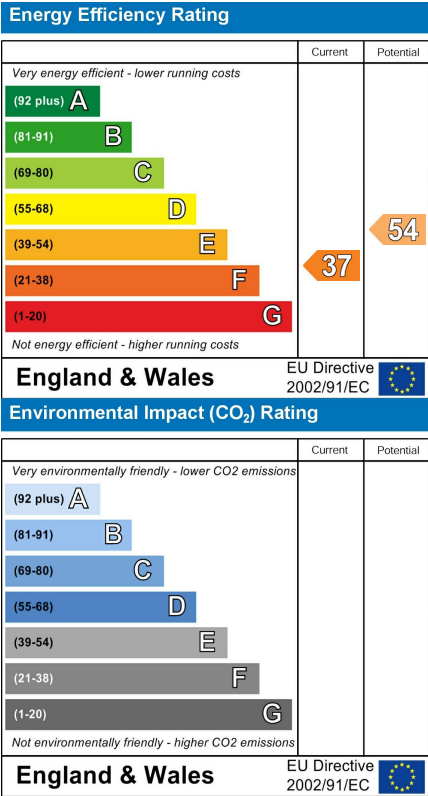 Energy Efficiency Rating
Current Potential
Very energy efficient - lower running costs
(92 plus) A
(81-91) B
(69-80) C
(55-68) D
54
(39-54) E
37
(21-38) F
(1-20) G
Not energy efficient - higher running costs
England & Wales
EU Directive
2002/91/EC
Environmental Impact (CO₂) Rating
Current Potential
Very environmentally friendly - lower CO2 emissions
(92 plus) A
(81-91) B
(69-80) C
(55-68) D
(39-54) E
(21-38) F
(1-20) G
Not environmentally friendly - higher CO2 emissions
England & Wales
EU Directive
2002/91/EC